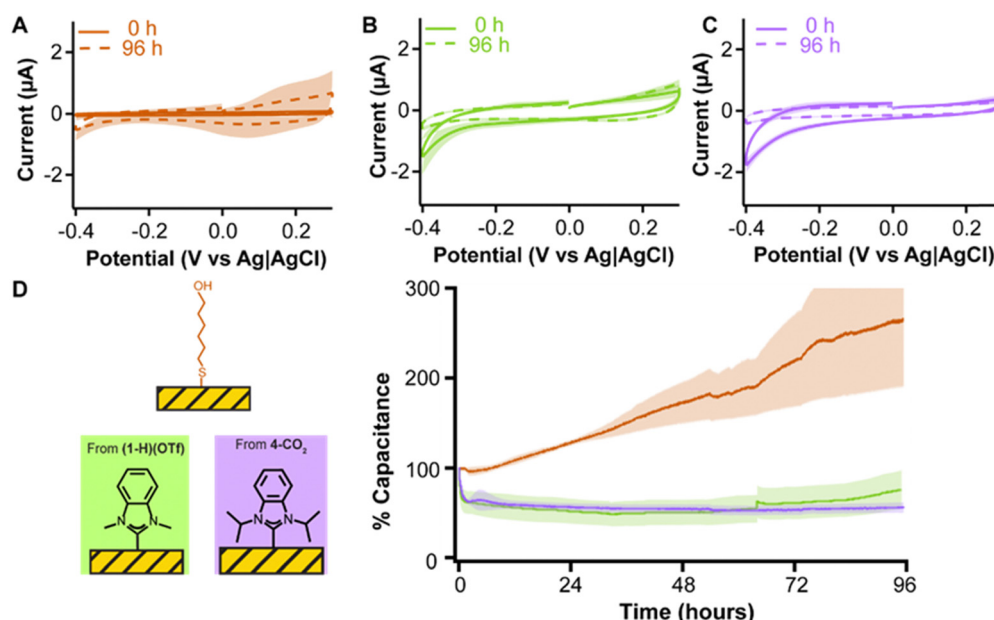 A
0 h
96 h
2
0
-2
Current (µA)
-0.4 -0.2 0.0 0.2
Potential (V vs Ag|AgCl)
B
0 h
96 h
2
0
-2
Current (µA)
-0.4 -0.2 0.0 0.2
Potential (V vs Ag|AgCl)
C
0 h
96 h
2
0
-2
Current (µA)
-0.4 -0.2 0.0 0.2
Potential (V vs Ag|AgCl)
D
OH
S
From (1-H)(OTf)
N N
From 4-CO₂
N N
300
200
100
0
% Capacitance
0 24 48 72 96
Time (hours)